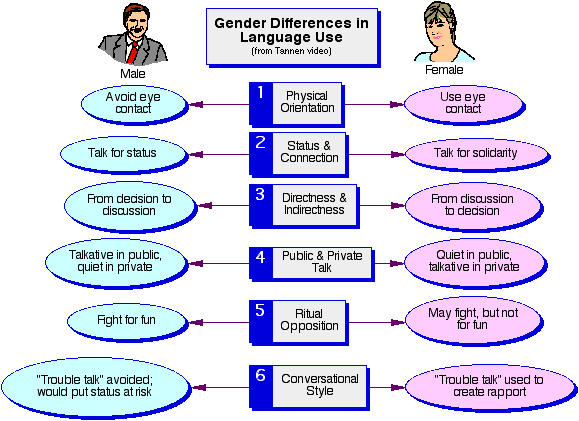 Gender Differences in
Language Use
(from Tannen video)
Male
Female
Avoid eye
contact
1
Physical
Orientation
Use eye
contact
Talk for status
2
Status &
Connection
Talk for solidarity
From decision to
discussion
3
Directness &
Indirectness
From discussion
to decision
Talkative in public,
quiet in private
4
Public & Private
Talk
Quiet in public,
talkative in private
Fight for fun
5
Ritual
Opposition
May fight, but not
for fun
"Trouble talk" avoided;
would put status at risk
6
Conversational
Style
"Trouble talk" used to
create rapport